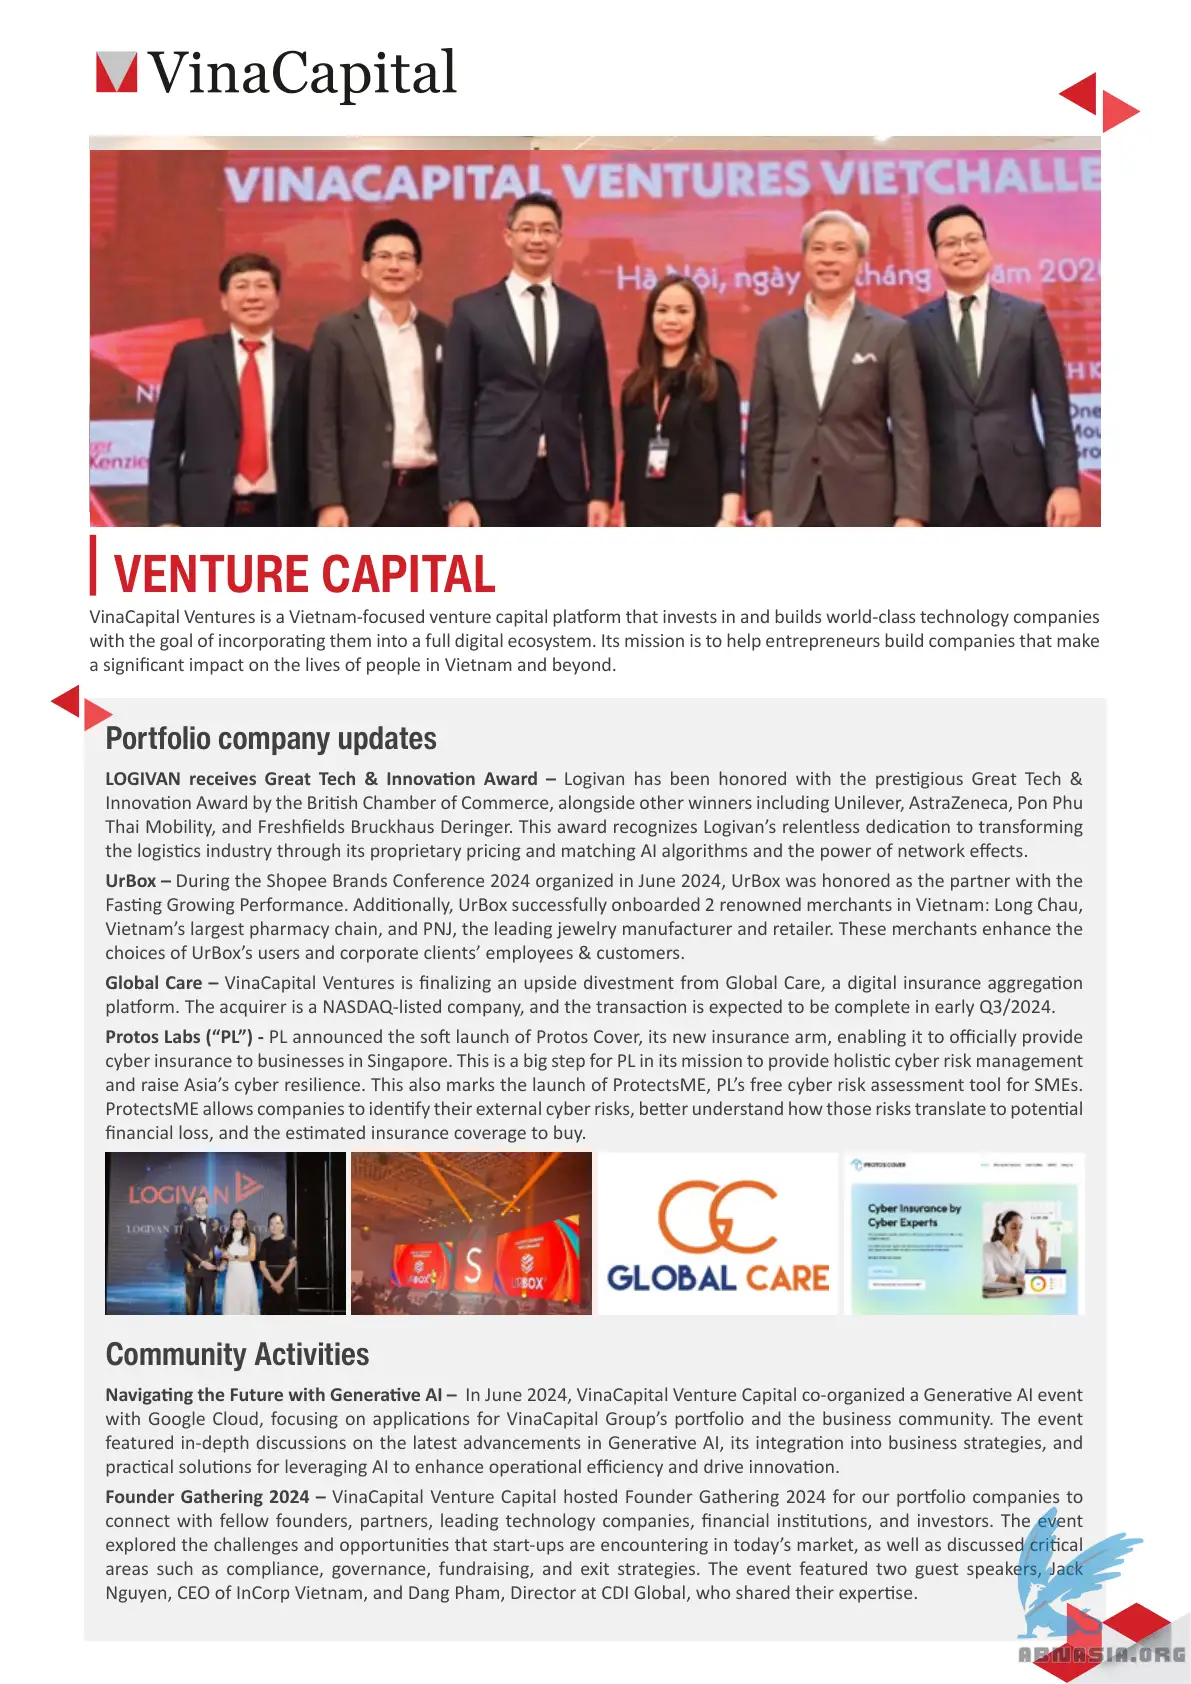 VinaCapital
VINACAPITAL VENTURES VIETCHALLE
Hà Nội, ngày tháng năm 202
Kenzie
One
Mou
Gro
VENTURE CAPITAL
VinaCapital Ventures is a Vietnam-focused venture capital platform that invests in and builds world-class technology companies
with the goal of incorporating them into a full digital ecosystem. Its mission is to help entrepreneurs build companies that make
a significant impact on the lives of people in Vietnam and beyond.
Portfolio company updates
LOGIVAN receives Great Tech & Innovation Award – Logivan has been honored with the prestigious Great Tech &
Innovation Award by the British Chamber of Commerce, alongside other winners including Unilever, AstraZeneca, Pon Phu
Thai Mobility, and Freshfields Bruckhaus Deringer. This award recognizes Logivan’s relentless dedication to transforming
the logistics industry through its proprietary pricing and matching AI algorithms and the power of network effects.
UrBox – During the Shopee Brands Conference 2024 organized in June 2024, UrBox was honored as the partner with the
Fasting Growing Performance. Additionally, UrBox successfully onboarded 2 renowned merchants in Vietnam: Long Chau,
Vietnam’s largest pharmacy chain, and PNJ, the leading jewelry manufacturer and retailer. These merchants enhance the
choices of UrBox’s users and corporate clients’ employees & customers.
Global Care – VinaCapital Ventures is finalizing an upside divestment from Global Care, a digital insurance aggregation
platform. The acquirer is a NASDAQ-listed company, and the transaction is expected to be complete in early Q3/2024.
Protos Labs (“PL”) - PL announced the soft launch of Protos Cover, its new insurance arm, enabling it to officially provide
cyber insurance to businesses in Singapore. This is a big step for PL in its mission to provide holistic cyber risk management
and raise Asia’s cyber resilience. This also marks the launch of ProtectsME, PL’s free cyber risk assessment tool for SMEs.
ProtectsME allows companies to identify their external cyber risks, better understand how those risks translate to potential
financial loss, and the estimated insurance coverage to buy.
LOGIVAN
S
URBOX
GLOBAL CARE
PROTOS COVER
Cyber Insurance by
Cyber Experts
Community Activities
Navigating the Future with Generative AI – In June 2024, VinaCapital Venture Capital co-organized a Generative AI event
with Google Cloud, focusing on applications for VinaCapital Group’s portfolio and the business community. The event
featured in-depth discussions on the latest advancements in Generative AI, its integration into business strategies, and
practical solutions for leveraging AI to enhance operational efficiency and drive innovation.
Founder Gathering 2024 – VinaCapital Venture Capital hosted Founder Gathering 2024 for our portfolio companies to
connect with fellow founders, partners, leading technology companies, financial institutions, and investors. The event
explored the challenges and opportunities that start-ups are encountering in today’s market, as well as discussed critical
areas such as compliance, governance, fundraising, and exit strategies. The event featured two guest speakers, Jack
Nguyen, CEO of InCorp Vietnam, and Dang Pham, Director at CDI Global, who shared their expertise.
ABNASIA.ORG